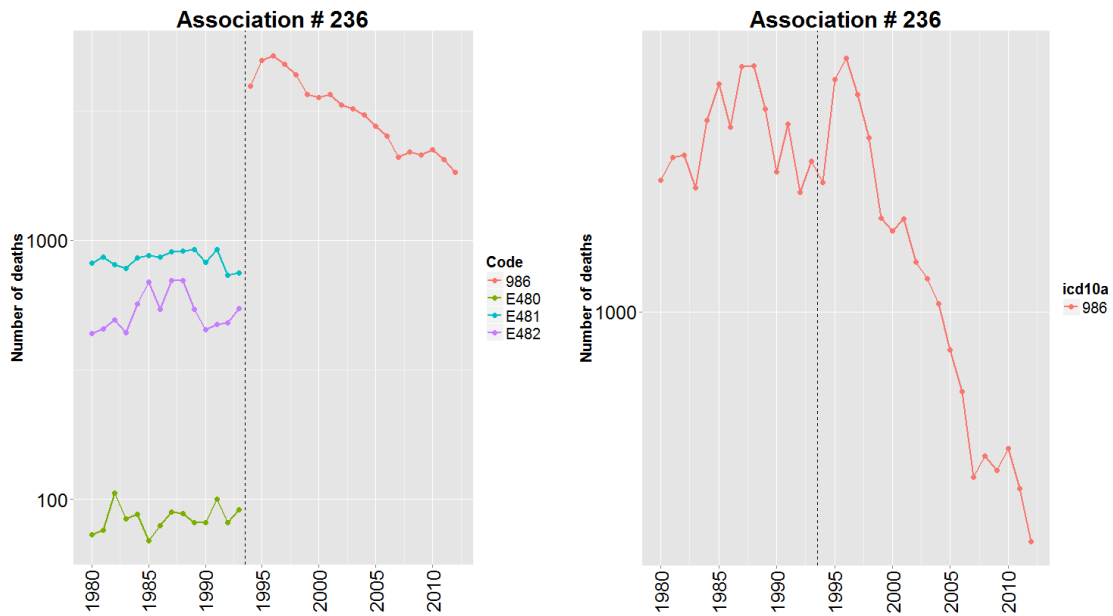 Association # 236
Number of deaths
1000
100
1980
1985
1990
1995
2000
2005
2010
Code
986
E480
E481
E482
Association # 236
Number of deaths
1000
1980
1985
1990
1995
2000
2005
2010
icd10a
986